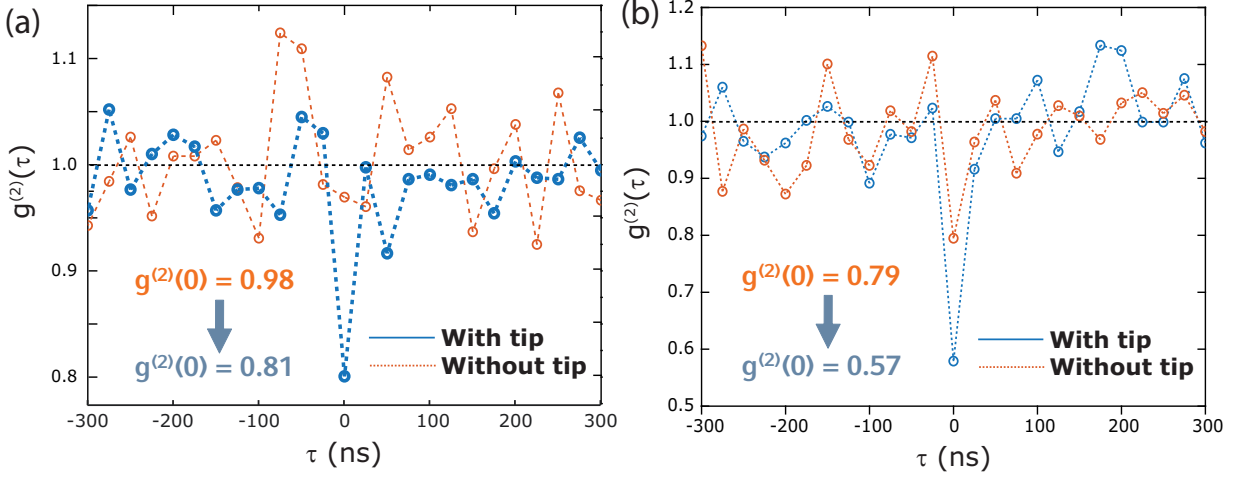 (a)
g⁽²⁾(τ)
1.1
1.0
0.9
0.8
g⁽²⁾(0) = 0.98
g⁽²⁾(0) = 0.81
With tip
Without tip
-300 -200 -100 0 100 200 300
τ (ns)
(b)
g⁽²⁾(τ)
1.2
1.1
1.0
0.9
0.8
0.7
0.6
0.5
g⁽²⁾(0) = 0.79
g⁽²⁾(0) = 0.57
With tip
Without tip
-300 -200 -100 0 100 200 300
τ (ns)